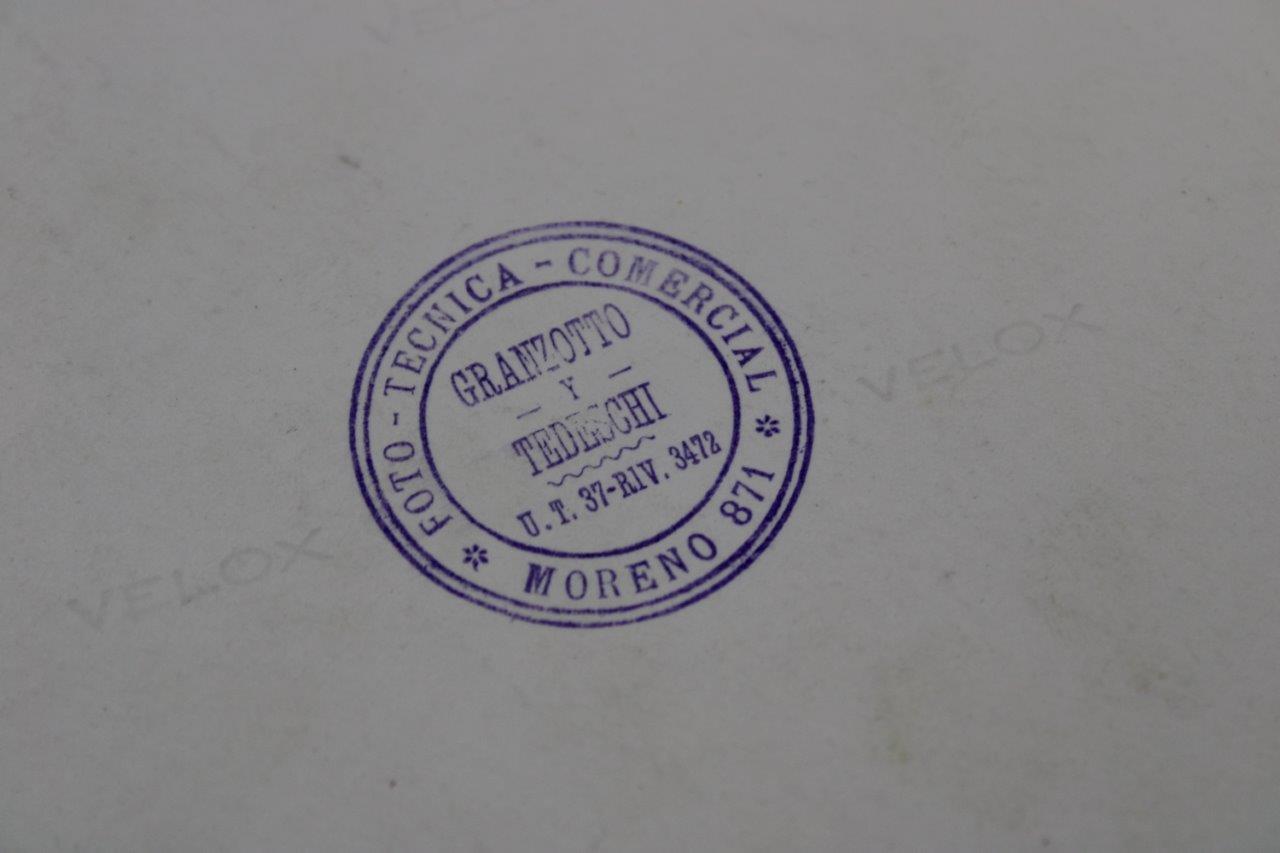 VELOX
FOTO - TECNICA - COMERCIAL
GRANZOTTO
— Y —
TEDESCHI
U.T. 37-RIV. 3472
* MORENO 871 *
VELOX
VELOX